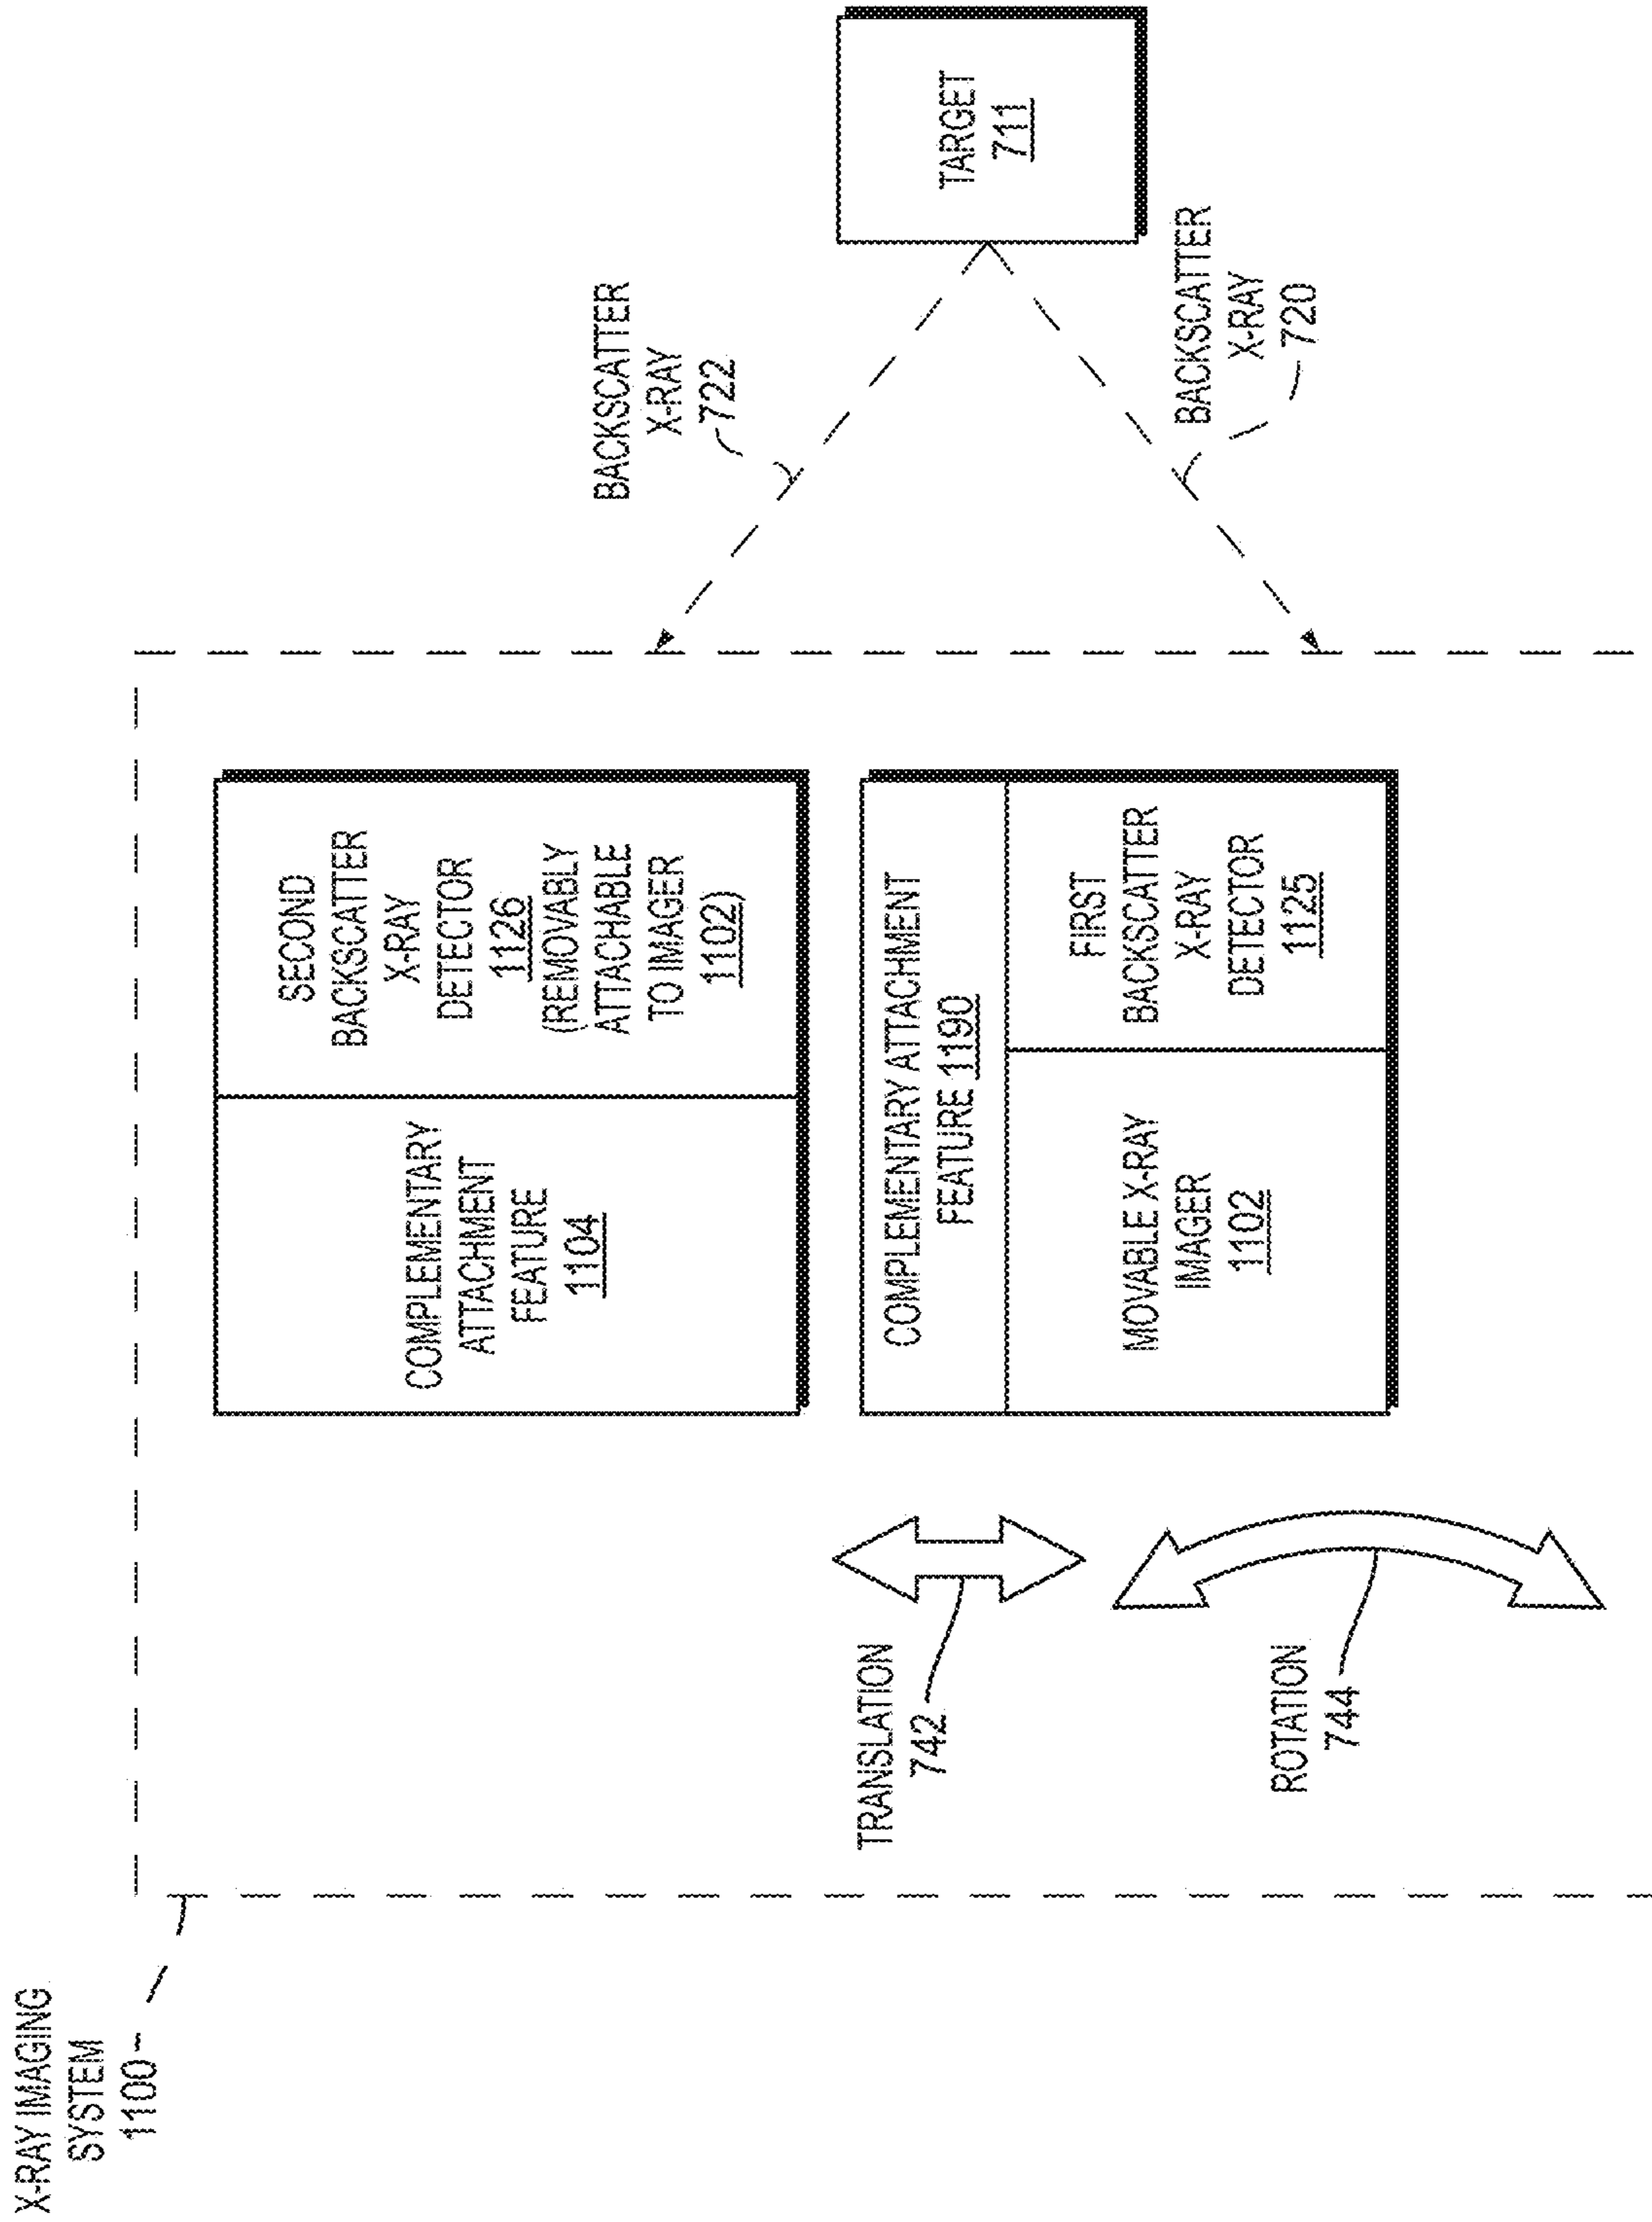 X-RAY IMAGING
SYSTEM
1100
SECOND
BACKSCATTER
X-RAY
DETECTOR
1126
(REMOVABLY
ATTACHABLE
TO IMAGER
1102)
COMPLEMENTARY
ATTACHMENT
FEATURE
1104
COMPLEMENTARY ATTACHMENT
FEATURE 1190
FIRST
BACKSCATTER
X-RAY
DETECTOR
1125
MOVABLE X-RAY
IMAGER
1102
TRANSLATION
742
ROTATION
744
BACKSCATTER
X-RAY
722
BACKSCATTER
X-RAY
720
TARGET
711